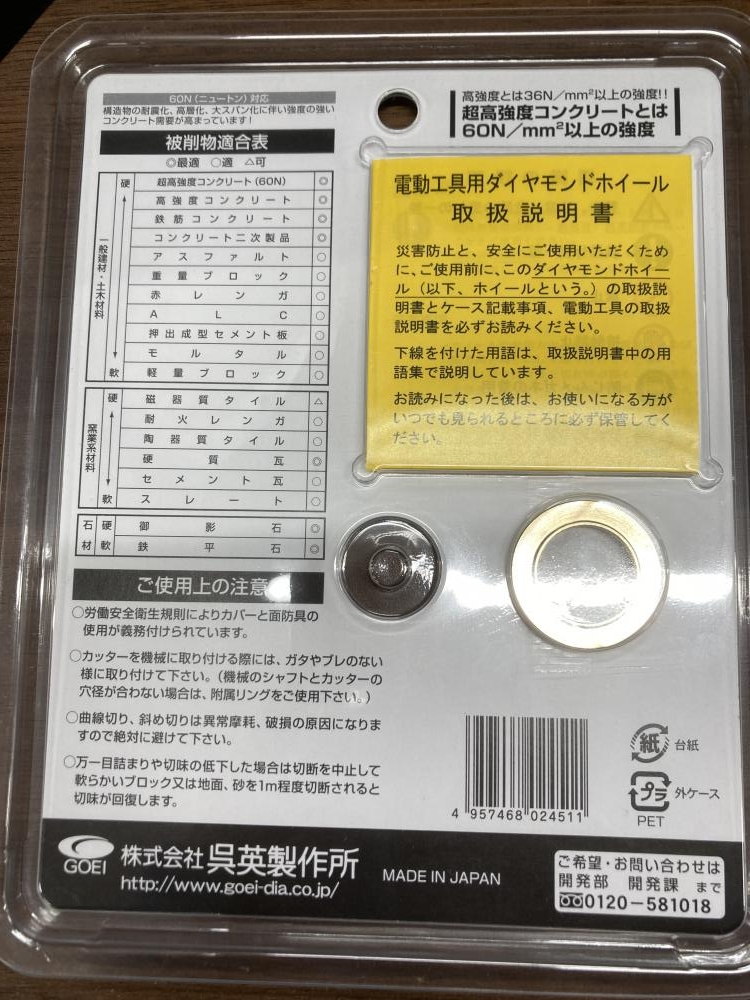 60N（ニュートン）対応
構造物の耐震化、高層化、大スパン化に伴い強度の強い
コンクリート需要が高まっています！
被削物適合表
◎最適 ○適 △可
一般建材・土木材料
硬
軟
超高強度コンクリート（60N） ◎
高強度コンクリート ◎
鉄筋コンクリート ◎
コンクリート二次製品 ◎
アスファルト ○
重量ブロック ○
赤レンガ ○
ALC ○
押出成型セメント板 ○
モルタル ○
軽量ブロック ○
窯業系材料
硬
軟
磁器質タイル △
耐火レンガ ○
陶器質タイル ○
硬質瓦 ◎
セメント瓦 ○
スレート ○
石材
硬 御影石 ◎
軟 鉄平石 ◎
ご使用上の注意
○労働安全衛生規則によりカバーと面防具の
使用が義務付けられています。
○カッターを機械に取り付ける際には、ガタやブレのない
様に取り付けて下さい。（機械のシャフトとカッターの
穴径が合わない場合は、附属リングをご使用下さい。）
○曲線切り、斜め切りは異常摩耗、破損の原因になりま
すので絶対に避けて下さい。
○万一目詰まりや切味の低下した場合は切断を中止して
軟らかいブロック又は地面、砂を1m程度切断されると
切味が回復します。
高強度とは36N／mm²以上の強度!!
超高強度コンクリートとは
60N／mm²以上の強度
電動工具用ダイヤモンドホイール
取扱説明書
災害防止と、安全にご使用いただくため
に、ご使用前に、このダイヤモンドホイー
ル（以下、ホイールという。）の取扱説
明書とケース記載事項、電動工具の取扱
説明書を必ずお読みください。
下線を付けた用語は、取扱説明書中の用
語集で説明しています。
お読みになった後は、お使いになる方が
いつでも見られるところに必ず保管してく
ださい。
4 957468 024511
紙 台紙
プラ 外ケース
PET
GOEI 株式会社 呉英製作所
http://www.goei-dia.co.jp/
MADE IN JAPAN
ご希望・お問い合わせは
開発部 開発課 まで
0120-581018